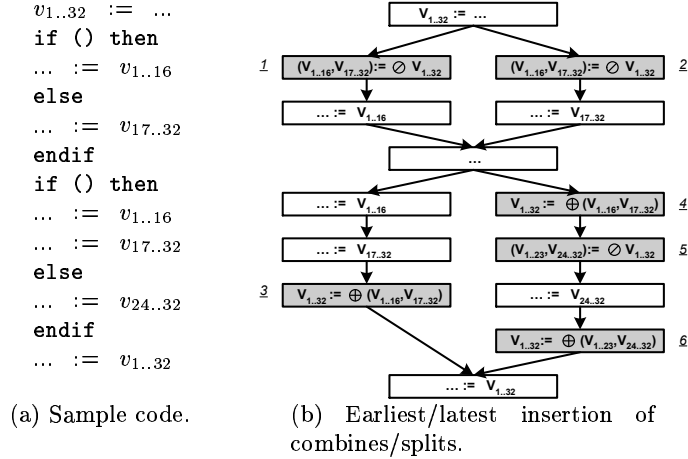 v1..32 := ...
if () then
... := v1..16
else
... := v17..32
endif
if () then
... := v1..16
... := v17..32
else
... := v24..32
endif
... := v1..32
(a) Sample code.
V1..32 := ...
1
(V1..16,V17..32):= ⊘ V1..32
(V1..16,V17..32):= ⊘ V1..32
2
... := V1..16
... := V17..32
...
... := V1..16
V1..32 := ⊕ (V1..16,V17..32)
4
... := V17..32
(V1..23,V24..32):= ⊘ V1..32
5
3
V1..32 := ⊕ (V1..16,V17..32)
... := V24..32
V1..32:= ⊕ (V1..23,V24..32)
6
... := V1..32
(b) Earliest/latest insertion of
combines/splits.